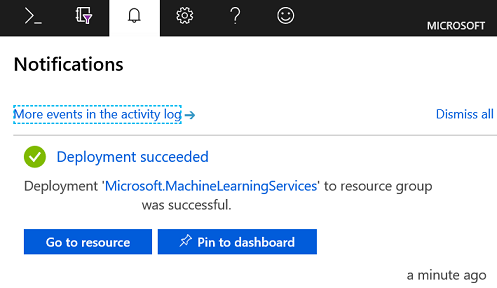 MICROSOFT
Notifications
More events in the activity log →
Dismiss all
Deployment succeeded
Deployment 'Microsoft.MachineLearningServices' to resource group
was successful.
Go to resource
Pin to dashboard
a minute ago